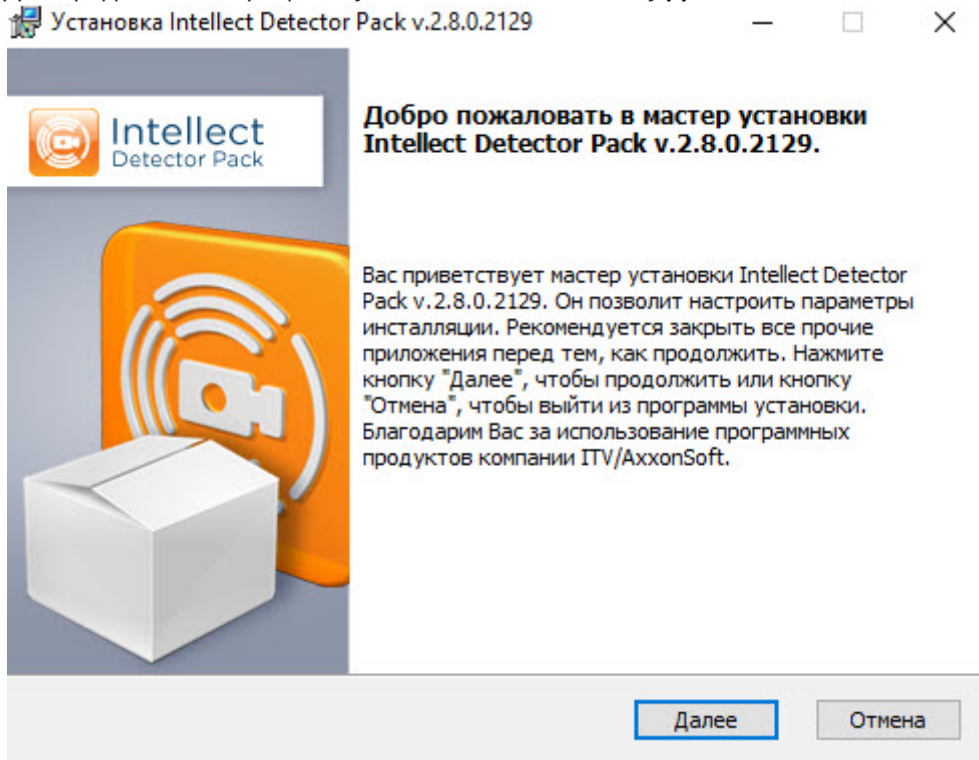 Установка Intellect Detector Pack v.2.8.0.2129
Intellect
Detector Pack
Добро пожаловать в мастер установки
Intellect Detector Pack v.2.8.0.2129.
Вас приветствует мастер установки Intellect Detector
Pack v.2.8.0.2129. Он позволит настроить параметры
инсталляции. Рекомендуется закрыть все прочие
приложения перед тем, как продолжить. Нажмите
кнопку "Далее", чтобы продолжить или кнопку
"Отмена", чтобы выйти из программы установки.
Благодарим Вас за использование программных
продуктов компании ITV/AxxonSoft.
Далее
Отмена